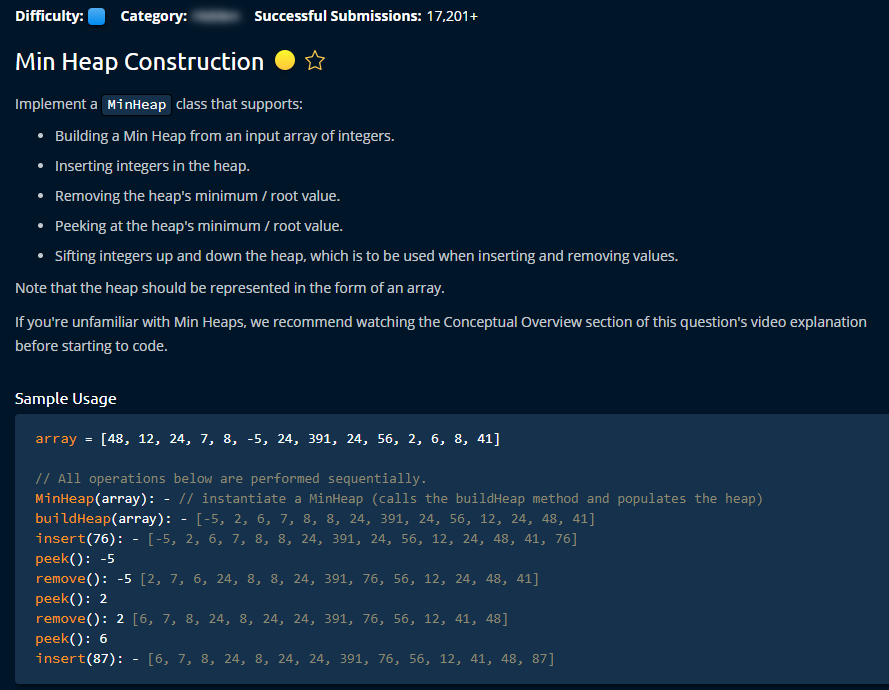 Difficulty: Category: Successful Submissions: 17,201+
Min Heap Construction
Implement a MinHeap class that supports:
Building a Min Heap from an input array of integers.
Inserting integers in the heap.
Removing the heap's minimum / root value.
Peeking at the heap's minimum / root value.
Sifting integers up and down the heap, which is to be used when inserting and removing values.
Note that the heap should be represented in the form of an array.
If you're unfamiliar with Min Heaps, we recommend watching the Conceptual Overview section of this question's video explanation
before starting to code.
Sample Usage
array = [48, 12, 24, 7, 8, -5, 24, 391, 24, 56, 2, 6, 8, 41]
// All operations below are performed sequentially.
MinHeap(array): - // instantiate a MinHeap (calls the buildHeap method and populates the heap)
buildHeap(array): - [-5, 2, 6, 7, 8, 8, 24, 391, 24, 56, 12, 24, 48, 41]
insert(76): - [-5, 2, 6, 7, 8, 8, 24, 391, 24, 56, 12, 24, 48, 41, 76]
peek(): -5
remove(): -5 [2, 7, 6, 24, 8, 8, 24, 391, 76, 56, 12, 24, 48, 41]
peek(): 2
remove(): 2 [6, 7, 8, 24, 8, 24, 24, 391, 76, 56, 12, 41, 48]
peek(): 6
insert(87): - [6, 7, 8, 24, 8, 24, 24, 391, 76, 56, 12, 41, 48, 87]